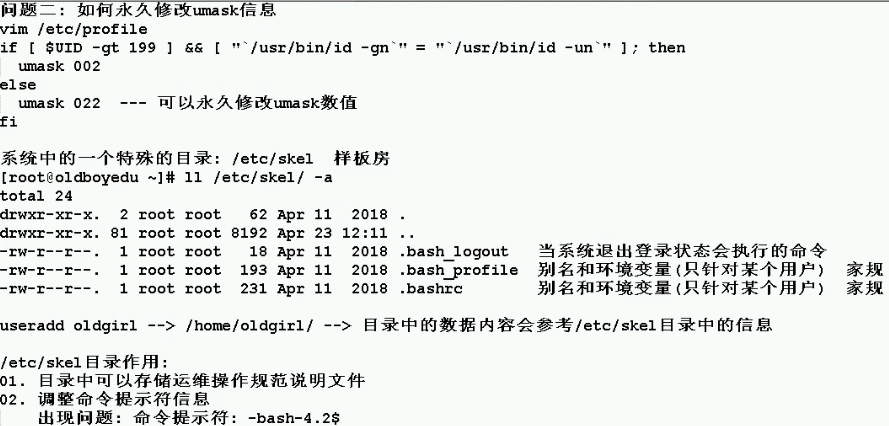 问题二: 如何永久修改umask信息
vim /etc/profile
if [ $UID -gt 199 ] && [ "`/usr/bin/id -gn`" = "`/usr/bin/id -un`" ]; then
  umask 002
else
  umask 022  --- 可以永久修改umask数值
fi
系统中的一个特殊的目录: /etc/skel  样板房
[root@oldboyedu ~]# ll /etc/skel/ -a
total 24
drwxr-xr-x.  2 root root   62 Apr 11  2018 .
drwxr-xr-x. 81 root root 8192 Apr 23 12:11 ..
-rw-r--r--.  1 root root   18 Apr 11  2018 .bash_logout   当系统退出登录状态会执行的命令
-rw-r--r--.  1 root root  193 Apr 11  2018 .bash_profile  别名和环境变量(只针对某个用户)  家规
-rw-r--r--.  1 root root  231 Apr 11  2018 .bashrc        别名和环境变量(只针对某个用户)  家规
useradd oldgirl --> /home/oldgirl/ --> 目录中的数据内容会参考/etc/skel目录中的信息
/etc/skel目录作用:
01. 目录中可以存储运维操作规范说明文件
02. 调整命令提示符信息
    出现问题: 命令提示符: -bash-4.2$